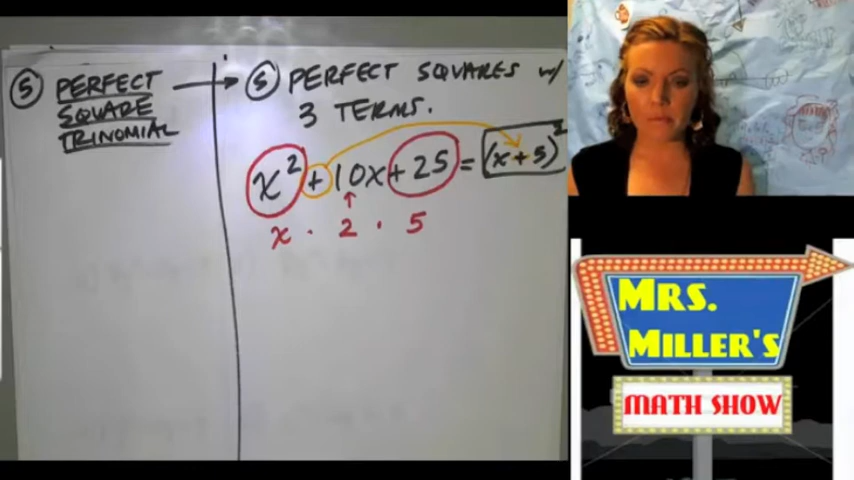 ⑤ PERFECT
SQUARE
TRINOMIAL
⑤ PERFECT SQUARES w/
3 TERMS.
x² + 10x + 25 = (x + 5)²
↑
x · 2 · 5
MRS.
MILLER'S
MATH SHOW